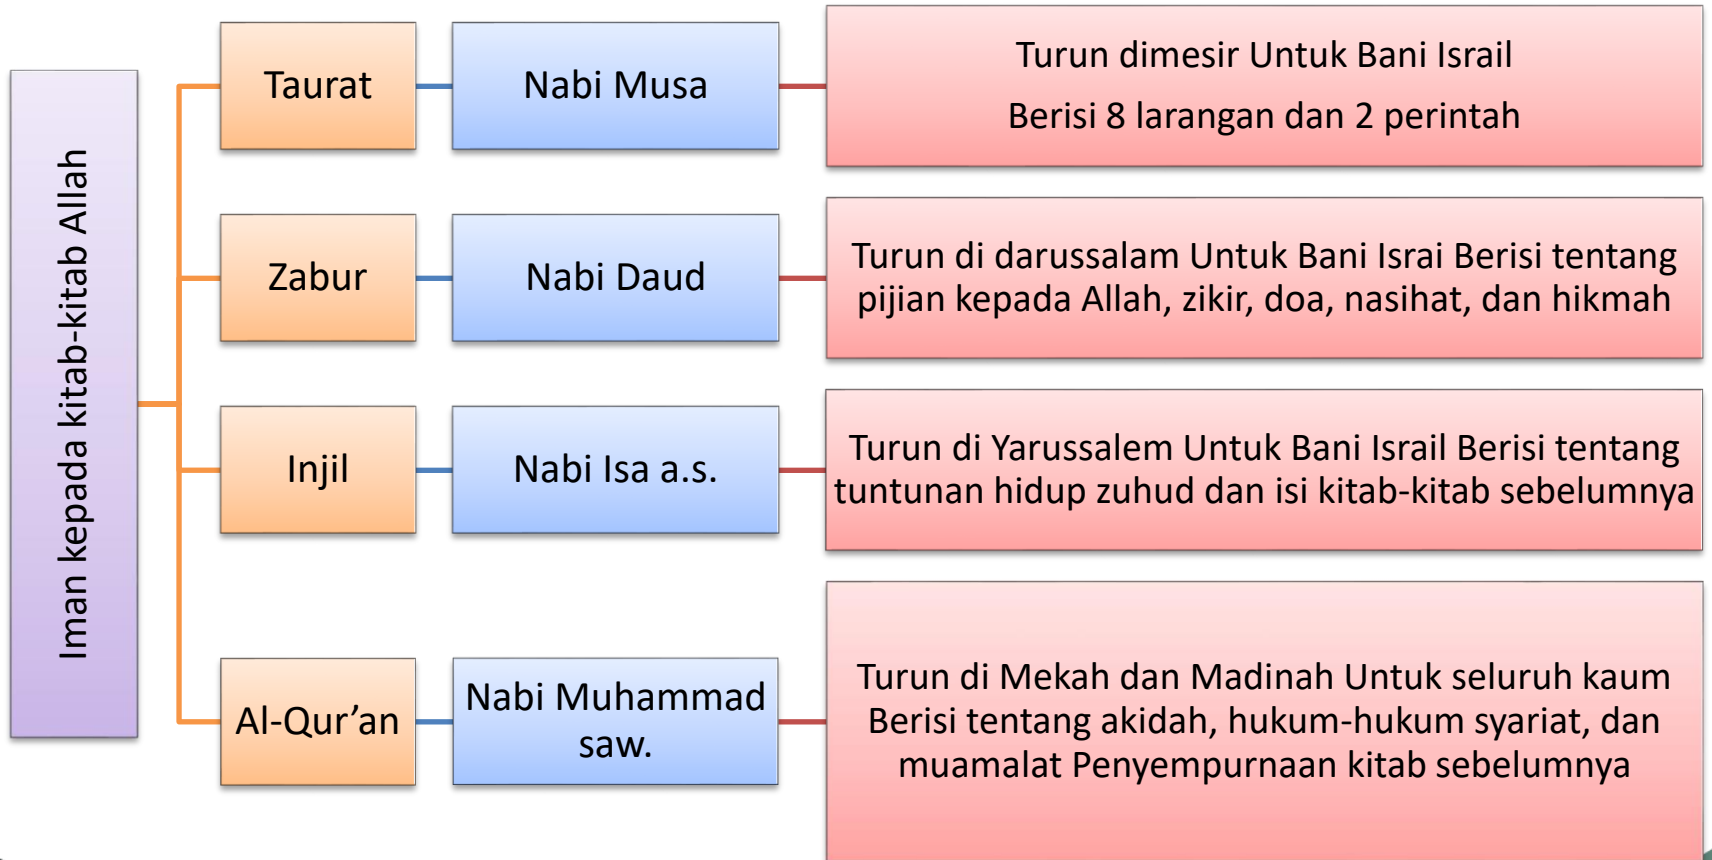 Iman kepada kitab-kitab Allah
Taurat
Nabi Musa
Turun dimesir Untuk Bani Israil
Berisi 8 larangan dan 2 perintah
Zabur
Nabi Daud
Turun di darussalam Untuk Bani Israi Berisi tentang
pijian kepada Allah, zikir, doa, nasihat, dan hikmah
Injil
Nabi Isa a.s.
Turun di Yarussalem Untuk Bani Israil Berisi tentang
tuntunan hidup zuhud dan isi kitab-kitab sebelumnya
Al-Qur’an
Nabi Muhammad
saw.
Turun di Mekah dan Madinah Untuk seluruh kaum
Berisi tentang akidah, hukum-hukum syariat, dan
muamalat Penyempurnaan kitab sebelumnya